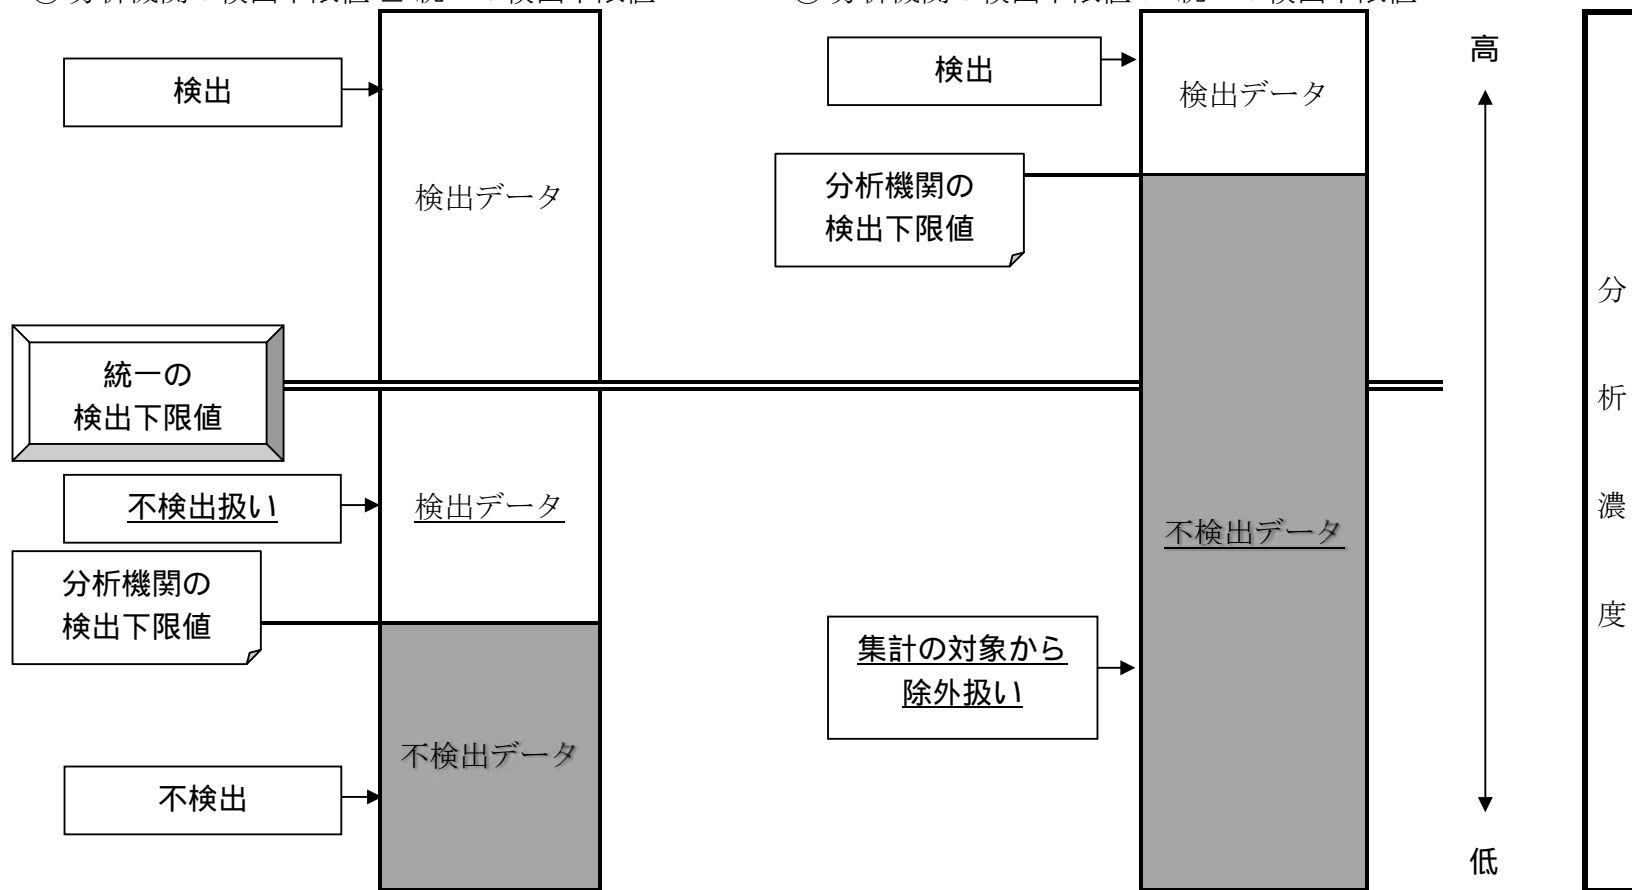 検出
検出データ
統一の
検出下限値
不検出扱い
検出データ
分析機関の
検出下限値
不検出データ
不検出
検出
検出データ
分析機関の
検出下限値
不検出データ
集計の対象から
除外扱い
高
低
分
析
濃
度